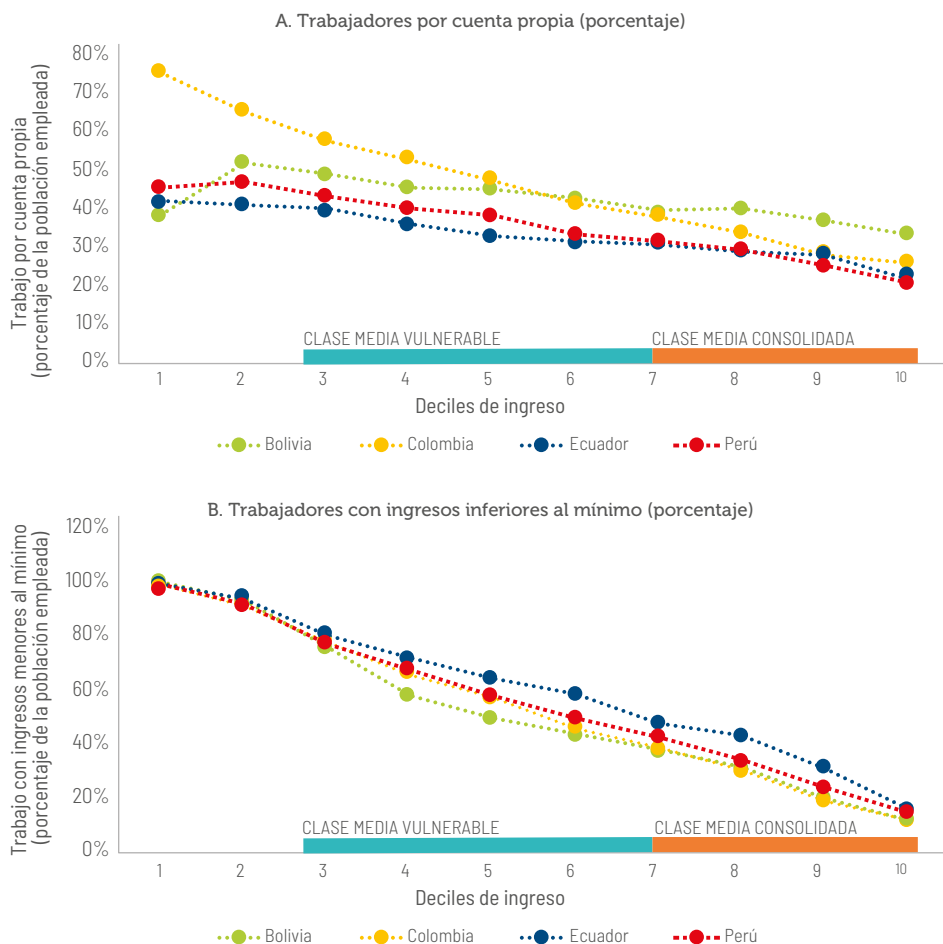 A. Trabajadores por cuenta propia (porcentaje)
Trabajo por cuenta propia
(porcentaje de la población empleada)
80%
70%
60%
50%
40%
30%
20%
10%
0%
CLASE MEDIA VULNERABLE
CLASE MEDIA CONSOLIDADA
1 2 3 4 5 6 7 8 9 10
Deciles de ingreso
Bolivia Colombia Ecuador Perú
B. Trabajadores con ingresos inferiores al mínimo (porcentaje)
Trabajo con ingresos menores al mínimo
(porcentaje de la población empleada)
120%
100%
80%
60%
40%
20%
0%
CLASE MEDIA VULNERABLE
CLASE MEDIA CONSOLIDADA
1 2 3 4 5 6 7 8 9 10
Deciles de ingreso
Bolivia Colombia Ecuador Perú